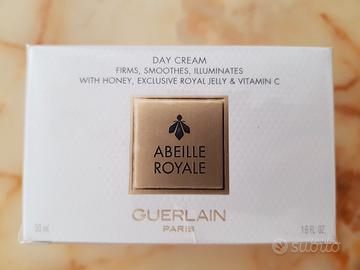 DAY CREAM
FIRMS, SMOOTHES, ILLUMINATES
WITH HONEY, EXCLUSIVE ROYAL JELLY & VITAMIN C
ABEILLE
ROYALE
GUERLAIN
PARIS
50 mL
1.6 FL. OZ.
subito